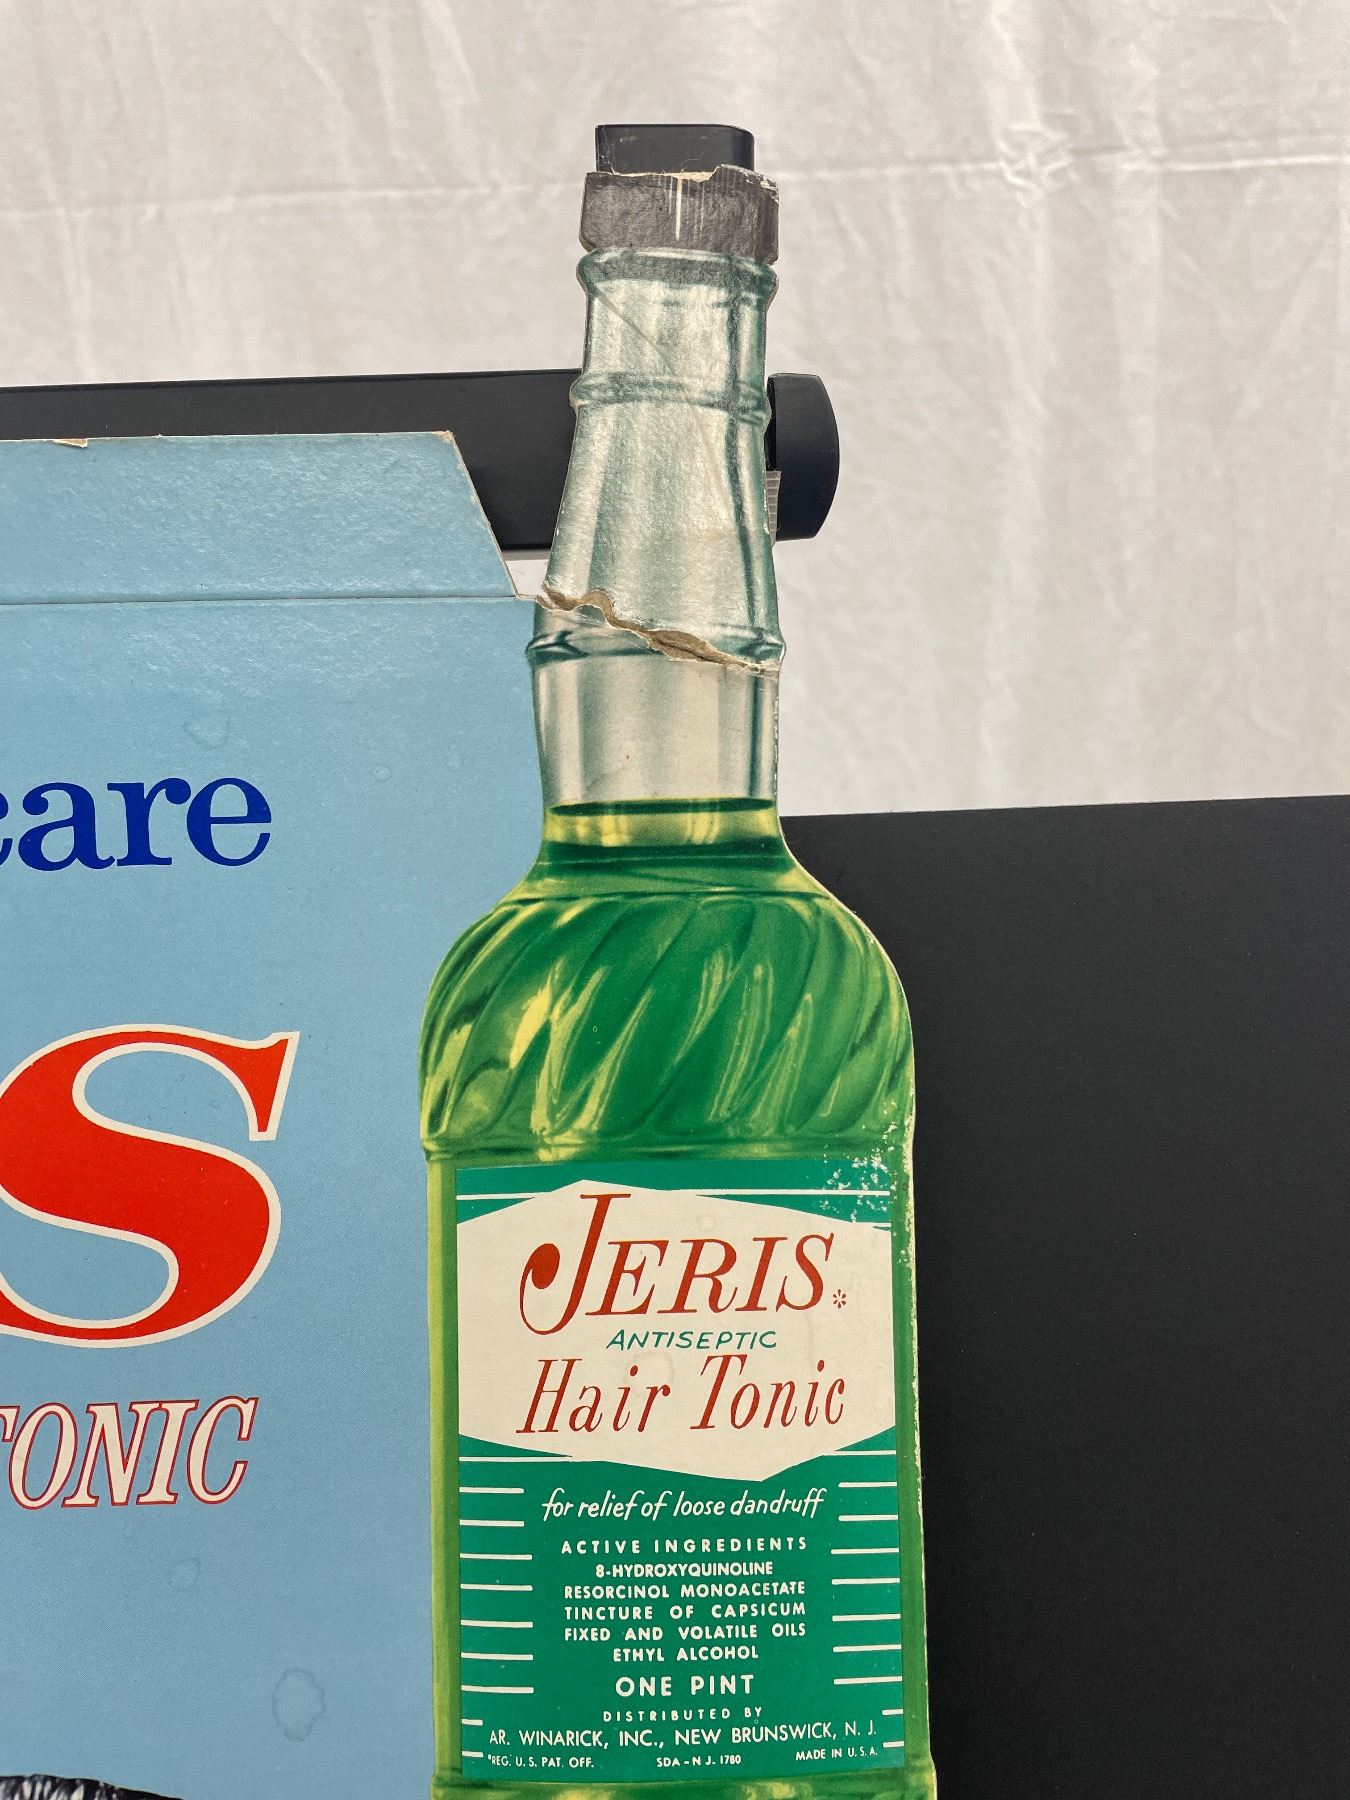 care
S
TONIC
JERIS*
ANTISEPTIC
Hair Tonic
for relief of loose dandruff
ACTIVE INGREDIENTS
8-HYDROXYQUINOLINE
RESORCINOL MONOACETATE
TINCTURE OF CAPSICUM
FIXED AND VOLATILE OILS
ETHYL ALCOHOL
ONE PINT
DISTRIBUTED BY
AR. WINARICK, INC., NEW BRUNSWICK, N. J.
*REG. U. S. PAT. OFF. SDA-N J. 1780 MADE IN U. S. A.